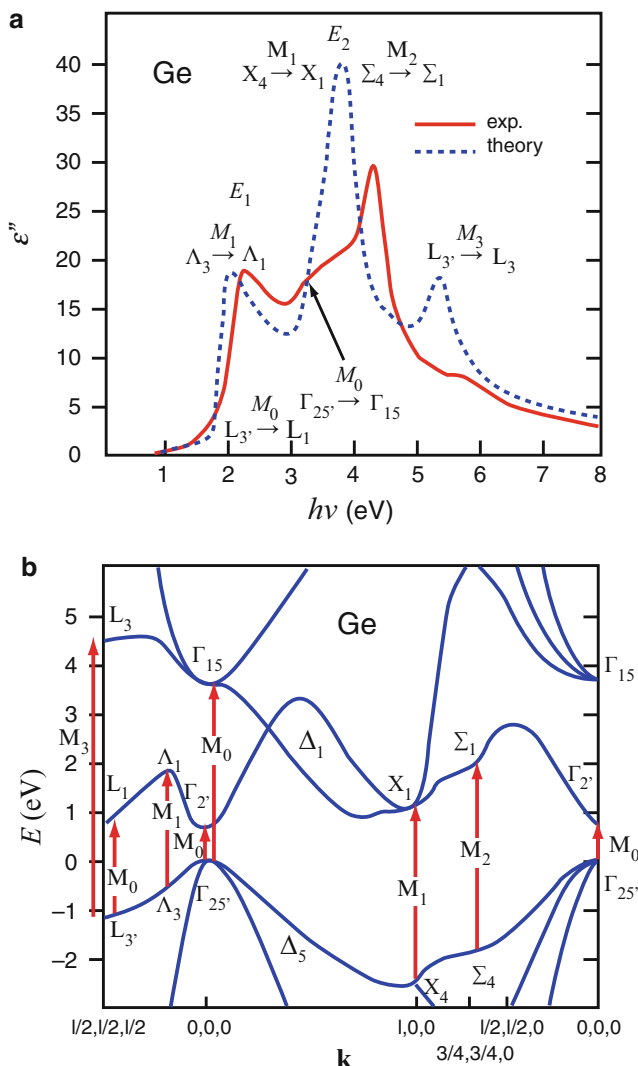 a
Ge
M1 E2 M2
X4 → X1 Σ4 → Σ1
exp.
theory
E1
M1
Λ3 → Λ1
M3
L3' → L3
M0
Γ25' → Γ15
M0
L3' → L1
ε″
40
35
30
25
20
15
10
5
0
1 2 3 4 5 6 7 8
hν (eV)
b
Ge
E (eV)
5
4
3
2
1
0
−1
−2
L3
Γ15
Γ15
M3
L1
Λ1
Γ2'
M0
Δ1
X1
Σ1
Γ2'
M1
M0
M0
M2
M0
L3'
Λ3
Γ25'
Δ5
M1
X4
Σ4
Γ25'
l/2,l/2,l/2 0,0,0 l,0,0 l/2,l/2,0 0,0,0
3/4,3/4,0
k